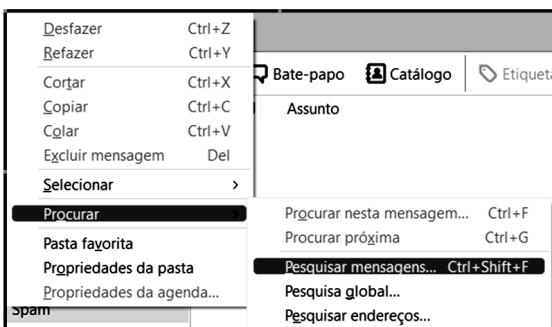 Desfazer Ctrl+Z
Refazer Ctrl+Y
Cortar Ctrl+X
Copiar Ctrl+C
Colar Ctrl+V
Excluir mensagem Del
Selecionar
Procurar
Pasta favorita
Propriedades da pasta
Propriedades da agenda...
Spam
Bate-papo Catálogo Etiqueta
Assunto
Procurar nesta mensagem... Ctrl+F
Procurar próxima Ctrl+G
Pesquisar mensagens... Ctrl+Shift+F
Pesquisa global...
Pesquisar endereços...